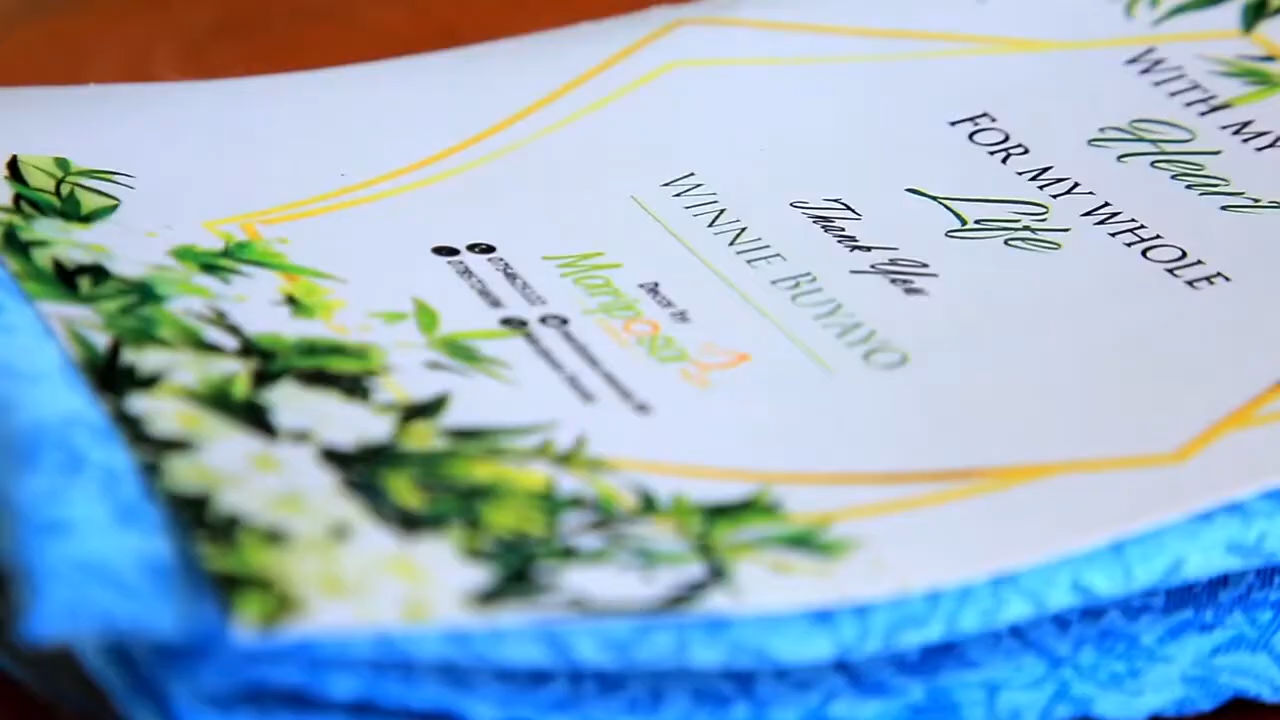 WITH MY
Heart
FOR MY WHOLE
Life
Thank You
WINNIE BUYAYO
Decor by
Mariposa